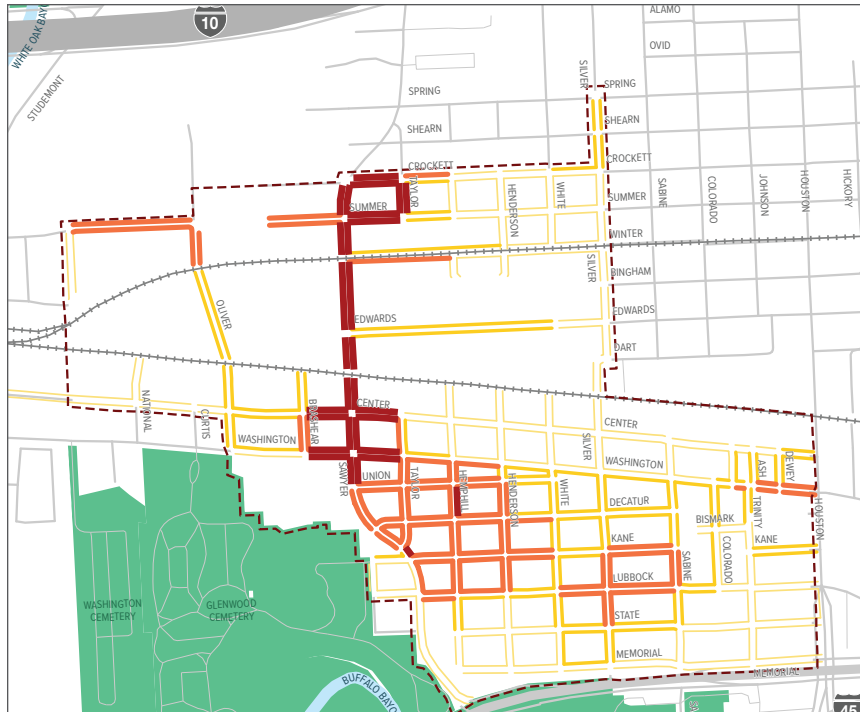 ALAMO
10
WHITE OAK BAYOU
OVID
STUDEMONT
SILVER
SPRING
SPRING
SHEARN
SHEARN
CROCKETT
CROCKETT
TAYLOR
HENDERSON
WHITE
SUMMER
SUMMER
SABINE
COLORADO
JOHNSON
HOUSTON
HICKORY
WINTER
SILVER
BINGHAM
OLIVER
EDWARDS
EDWARDS
DART
NATIONAL
CURTIS
BONSHEAR
CENTER
CENTER
WASHINGTON
SILVER
WASHINGTON
ASH
DEWEY
SAWYER
UNION
TAYLOR
HEMPHILL
HENDERSON
WHITE
DECATUR
TRINITY
HOUSTON
BISMARK
KANE
KANE
SABINE
COLORADO
LUBBOCK
WASHINGTON
CEMETERY
GLENWOOD
CEMETERY
STATE
MEMORIAL
MEMORIAL
BUFFALO BAYO
45